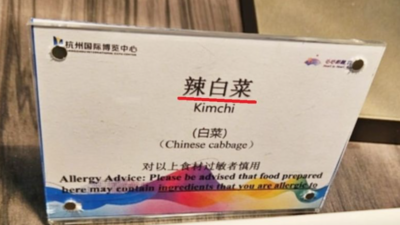 杭州国际博览中心
辣白菜
Kimchi
(白菜)
(Chinese cabbage)
对以上食材过敏者慎用
Allergy Advice: Please be advised that food prepared
here may contain ingredients that you are allergic to